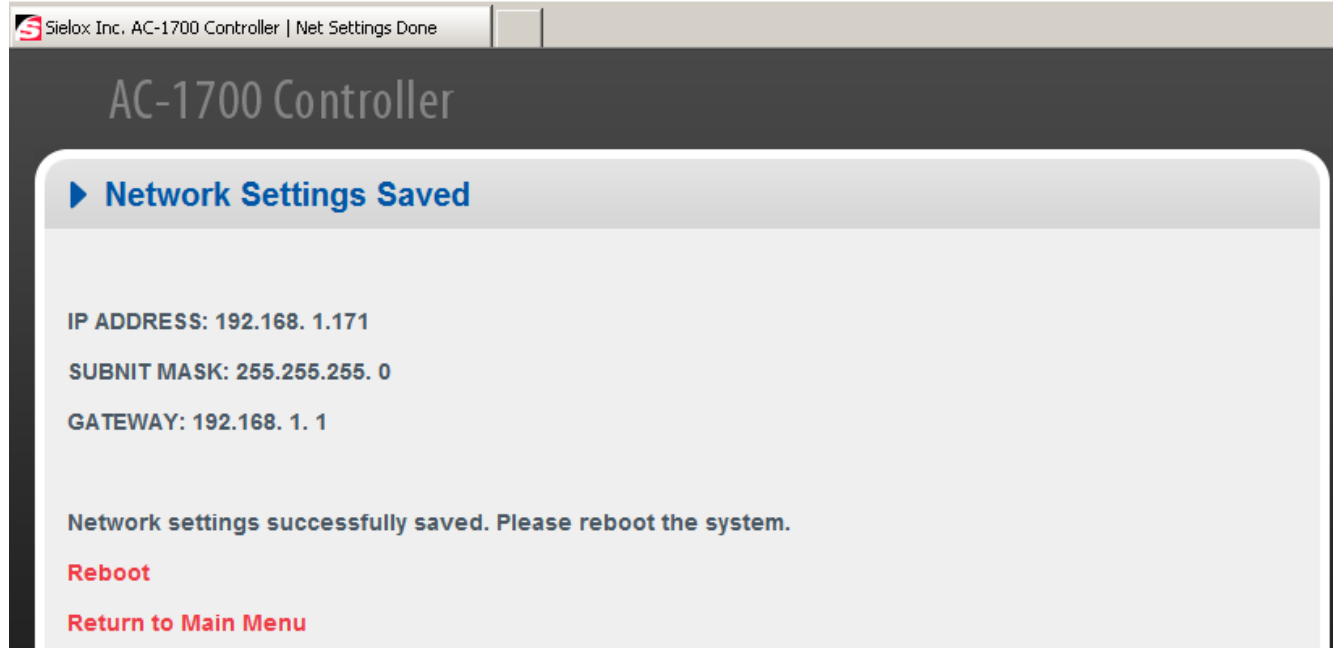 Sielox Inc. AC-1700 Controller | Net Settings Done
AC-1700 Controller
Network Settings Saved
IP ADDRESS: 192.168. 1.171
SUBNIT MASK: 255.255.255. 0
GATEWAY: 192.168. 1. 1
Network settings successfully saved. Please reboot the system.
Reboot
Return to Main Menu